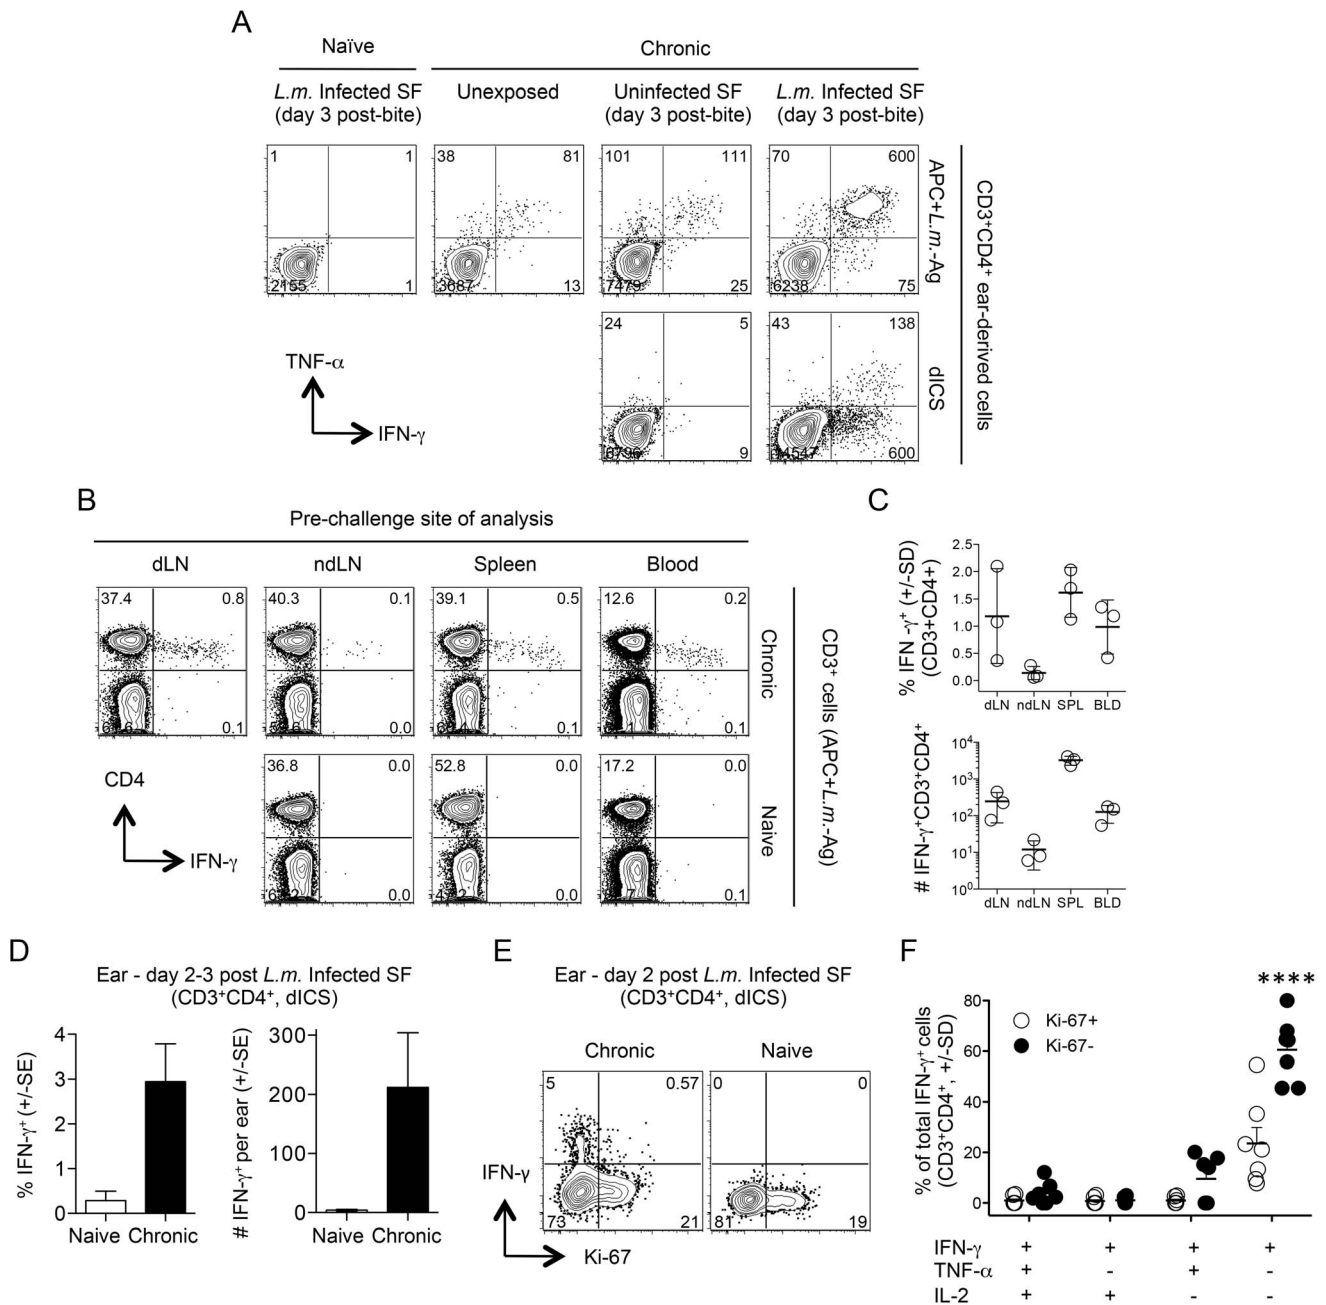 A
Naïve
Chronic
L.m. Infected SF
(day 3 post-bite)
Unexposed
Uninfected SF
(day 3 post-bite)
L.m. Infected SF
(day 3 post-bite)
1 1
38 81
101 111
70 600
2155 1
3687 13
7479 25
6238 75
APC+L.m.-Ag
24 5
43 138
9
14547 600
dICS
CD3+CD4+ ear-derived cells
TNF-α
IFN-γ
B
Pre-challenge site of analysis
dLN
ndLN
Spleen
Blood
37.4 0.8
40.3 0.1
39.1 0.5
12.6 0.2
0.1
0.0
0.1
0.1
Chronic
36.8 0.0
52.8 0.0
17.2 0.0
0.0
0.0
0.1
Naive
CD3+ cells (APC+L.m.-Ag)
CD4
IFN-γ
C
% IFN -γ+ (+/-SD)
(CD3+CD4+)
2.5
2.0
1.5
1.0
0.5
0.0
dLN ndLN SPL BLD
# IFN-γ+CD3+CD4+
10⁴
10³
10²
10¹
10⁰
dLN ndLN SPL BLD
D
Ear - day 2-3 post L.m. Infected SF
(CD3+CD4+, dICS)
% IFN-γ+ (+/-SE)
4
3
2
1
0
Naive Chronic
# IFN-γ+ per ear (+/-SE)
300
200
100
0
Naive Chronic
E
Ear - day 2 post L.m. Infected SF
(CD3+CD4+, dICS)
Chronic
Naive
5 0.57
0 0
73 21
81 19
IFN-γ
Ki-67
F
****
% of total IFN-γ+ cells
(CD3+CD4+, +/-SD)
80
60
40
20
0
Ki-67+
Ki-67-
IFN-γ + + + +
TNF-α + - + -
IL-2 + + - -